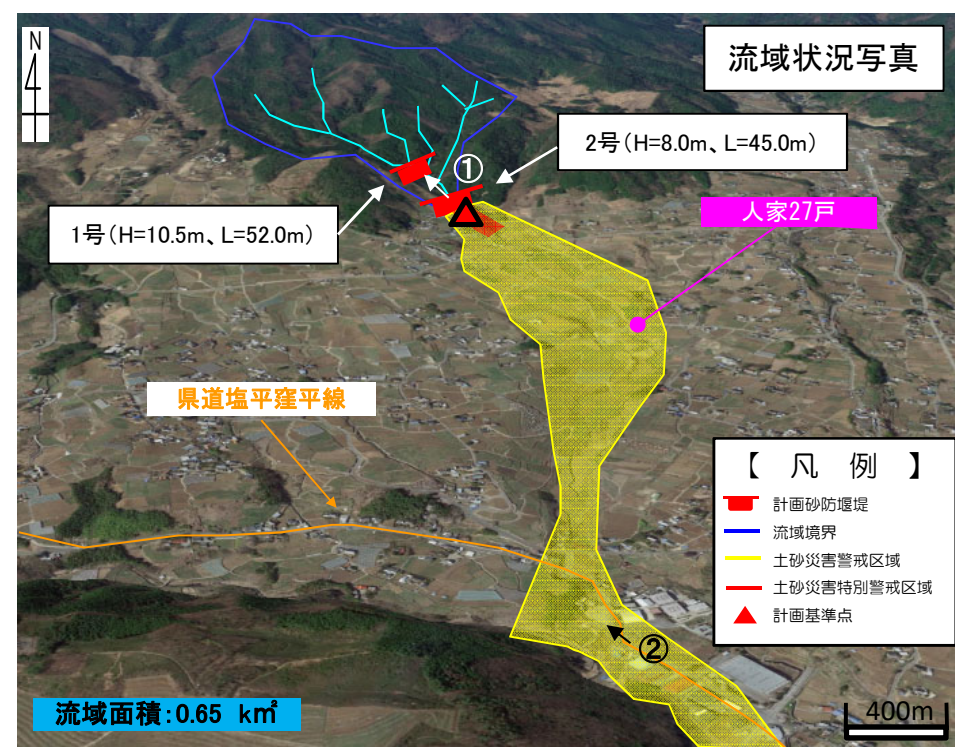 N
流域状況写真
2号(H=8.0m、L=45.0m)
①
人家27戸
1号(H=10.5m、L=52.0m)
県道塩平窪平線
【 凡 例 】
計画砂防堰堤
流域境界
土砂災害警戒区域
土砂災害特別警戒区域
計画基準点
②
流域面積:0.65 k㎡
400m